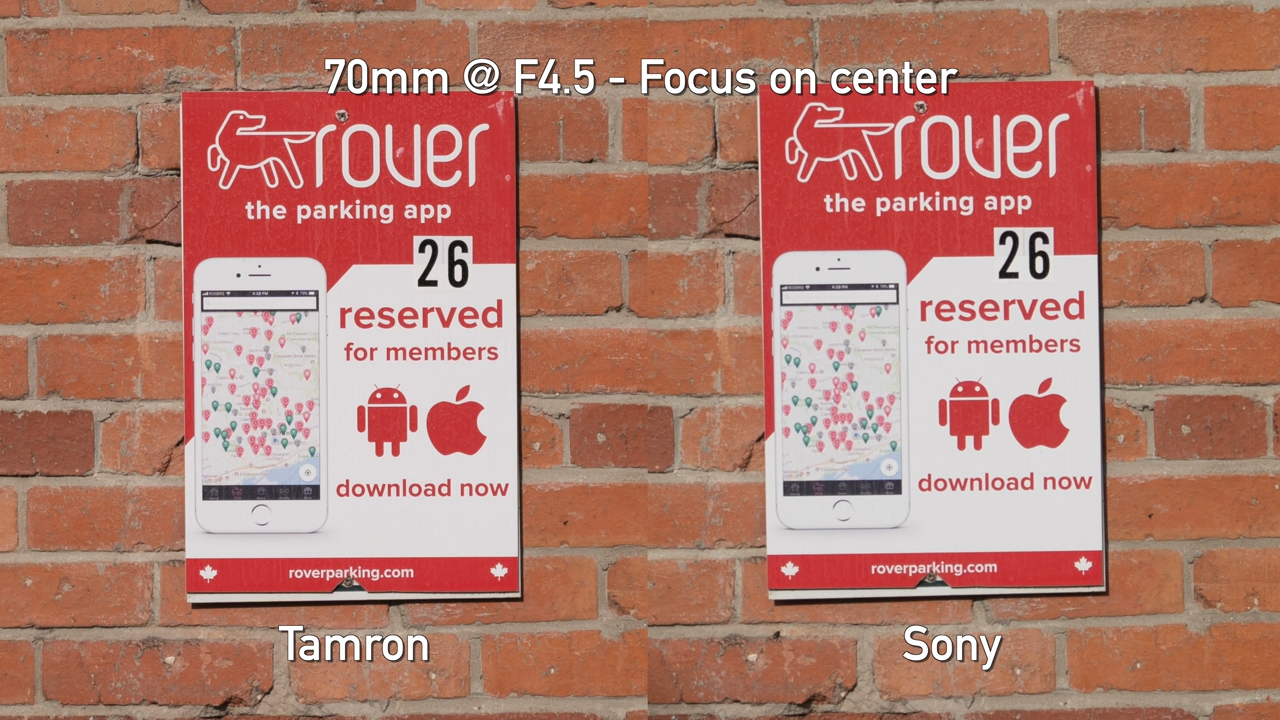 70mm @ F4.5 - Focus on center
rover
the parking app
26
reserved
for members
download now
roverparking.com
Tamron
rover
the parking app
26
reserved
for members
download now
roverparking.com
Sony